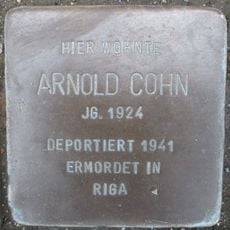 HIER WOHNTE
ARNOLD COHN
JG. 1924
DEPORTIERT 1941
ERMORDET IN
RIGA